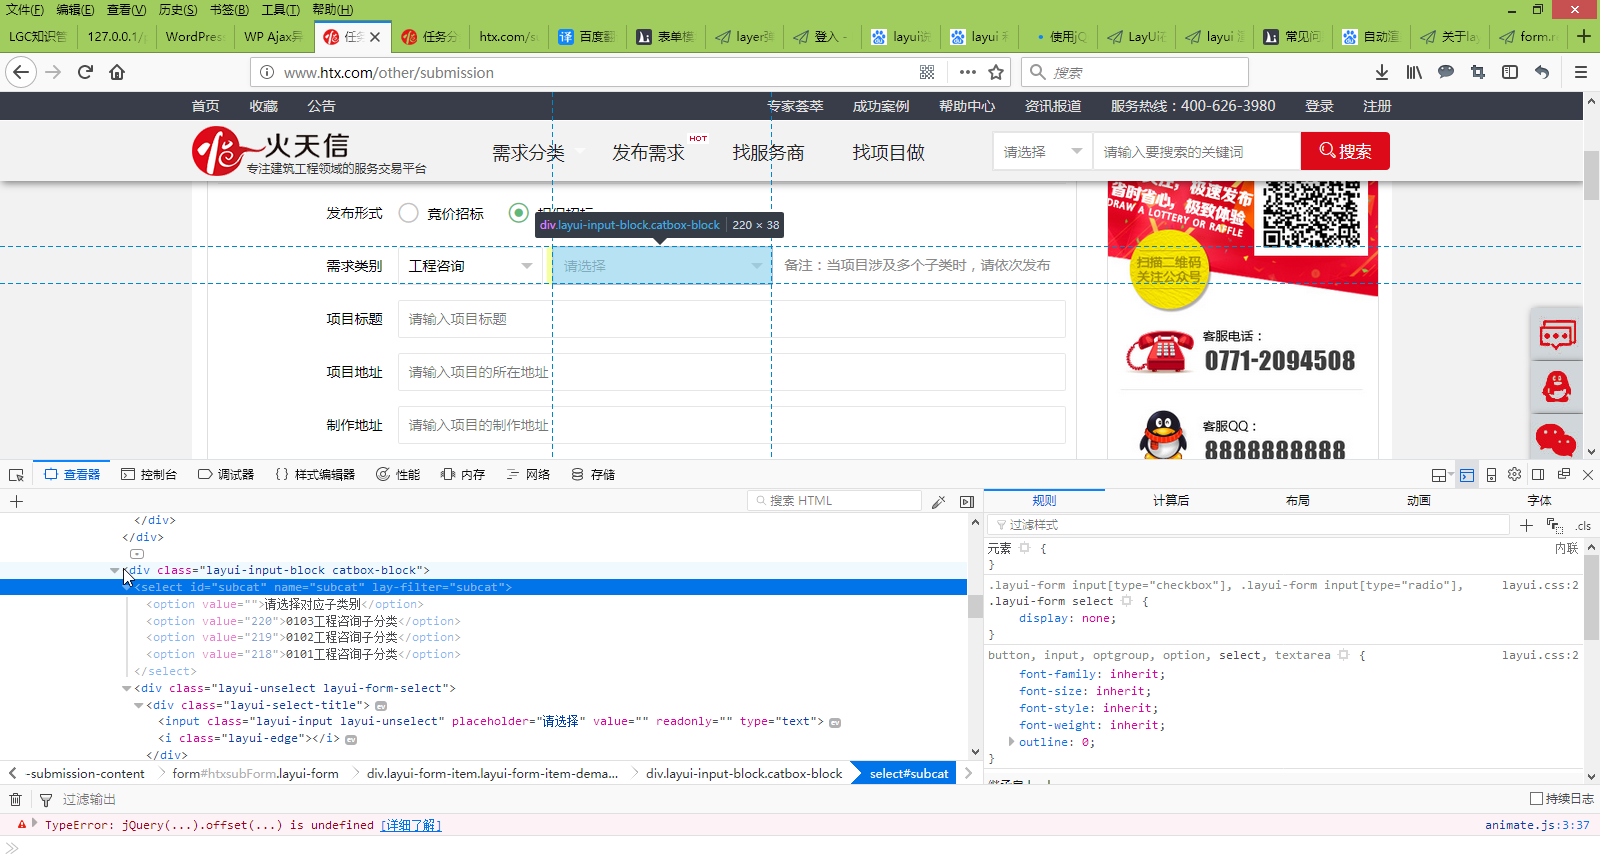 文件(F) 编辑(E) 查看(V) 历史(S) 书签(B) 工具(T) 帮助(H)
LGC知识管 127.0.0.1/p WordPres WP Ajax异 任务 任务分 htx.com/s 百度翻 表单模 layer弹 登入 - layui说 layui 使用jQ LayUi layui 常见问 自动渲 关于lay form.r
www.htx.com/other/submission 搜索
首页 收藏 公告 专家荟萃 成功案例 帮助中心 资讯报道 服务热线：400-626-3980 登录 注册
火天信
专注建筑工程领域的服务交易平台
需求分类 发布需求 HOT 找服务商 找项目做 请选择 请输入要搜索的关键词 搜索
发布形式 竞价招标
div.layui-input-block.catbox-block 220 × 38
需求类别 工程咨询 请选择 备注：当项目涉及多个子类时，请依次发布
项目标题 请输入项目标题
项目地址 请输入项目的所在地址
制作地址 请输入项目的制作地址
极速发布
省时省心，极致体验
DRAW A LOTTERY OR RAFFLE
扫描二维码
关注公众号
客服电话：
0771-2094508
客服QQ：
8888888888
查看器 控制台 调试器 样式编辑器 性能 内存 网络 存储
搜索 HTML
</div>
</div>
<div class="layui-input-block catbox-block">
<select id="subcat" name="subcat" lay-filter="subcat">
<option value="">请选择对应子类别</option>
<option value="220">0103工程咨询子分类</option>
<option value="219">0102工程咨询子分类</option>
<option value="218">0101工程咨询子分类</option>
</select>
<div class="layui-unselect layui-form-select">
<div class="layui-select-title"> ev
<input class="layui-input layui-unselect" placeholder="请选择" value="" readonly="" type="text"> ev
<i class="layui-edge"></i> ev
</div>
-submission-content form#htxsubForm.layui-form div.layui-form-item.layui-form-item-dema... div.layui-input-block.catbox-block select#subcat
规则 计算后 布局 动画 字体
过滤样式 .cls
元素 { 内联
}
.layui-form input[type="checkbox"], .layui-form input[type="radio"], layui.css:2
.layui-form select {
display: none;
}
button, input, optgroup, option, select, textarea { layui.css:2
font-family: inherit;
font-size: inherit;
font-style: inherit;
font-weight: inherit;
outline: 0;
}
过滤输出 持续日志
TypeError: jQuery(...).offset(...) is undefined [详细了解] animate.js:3:37